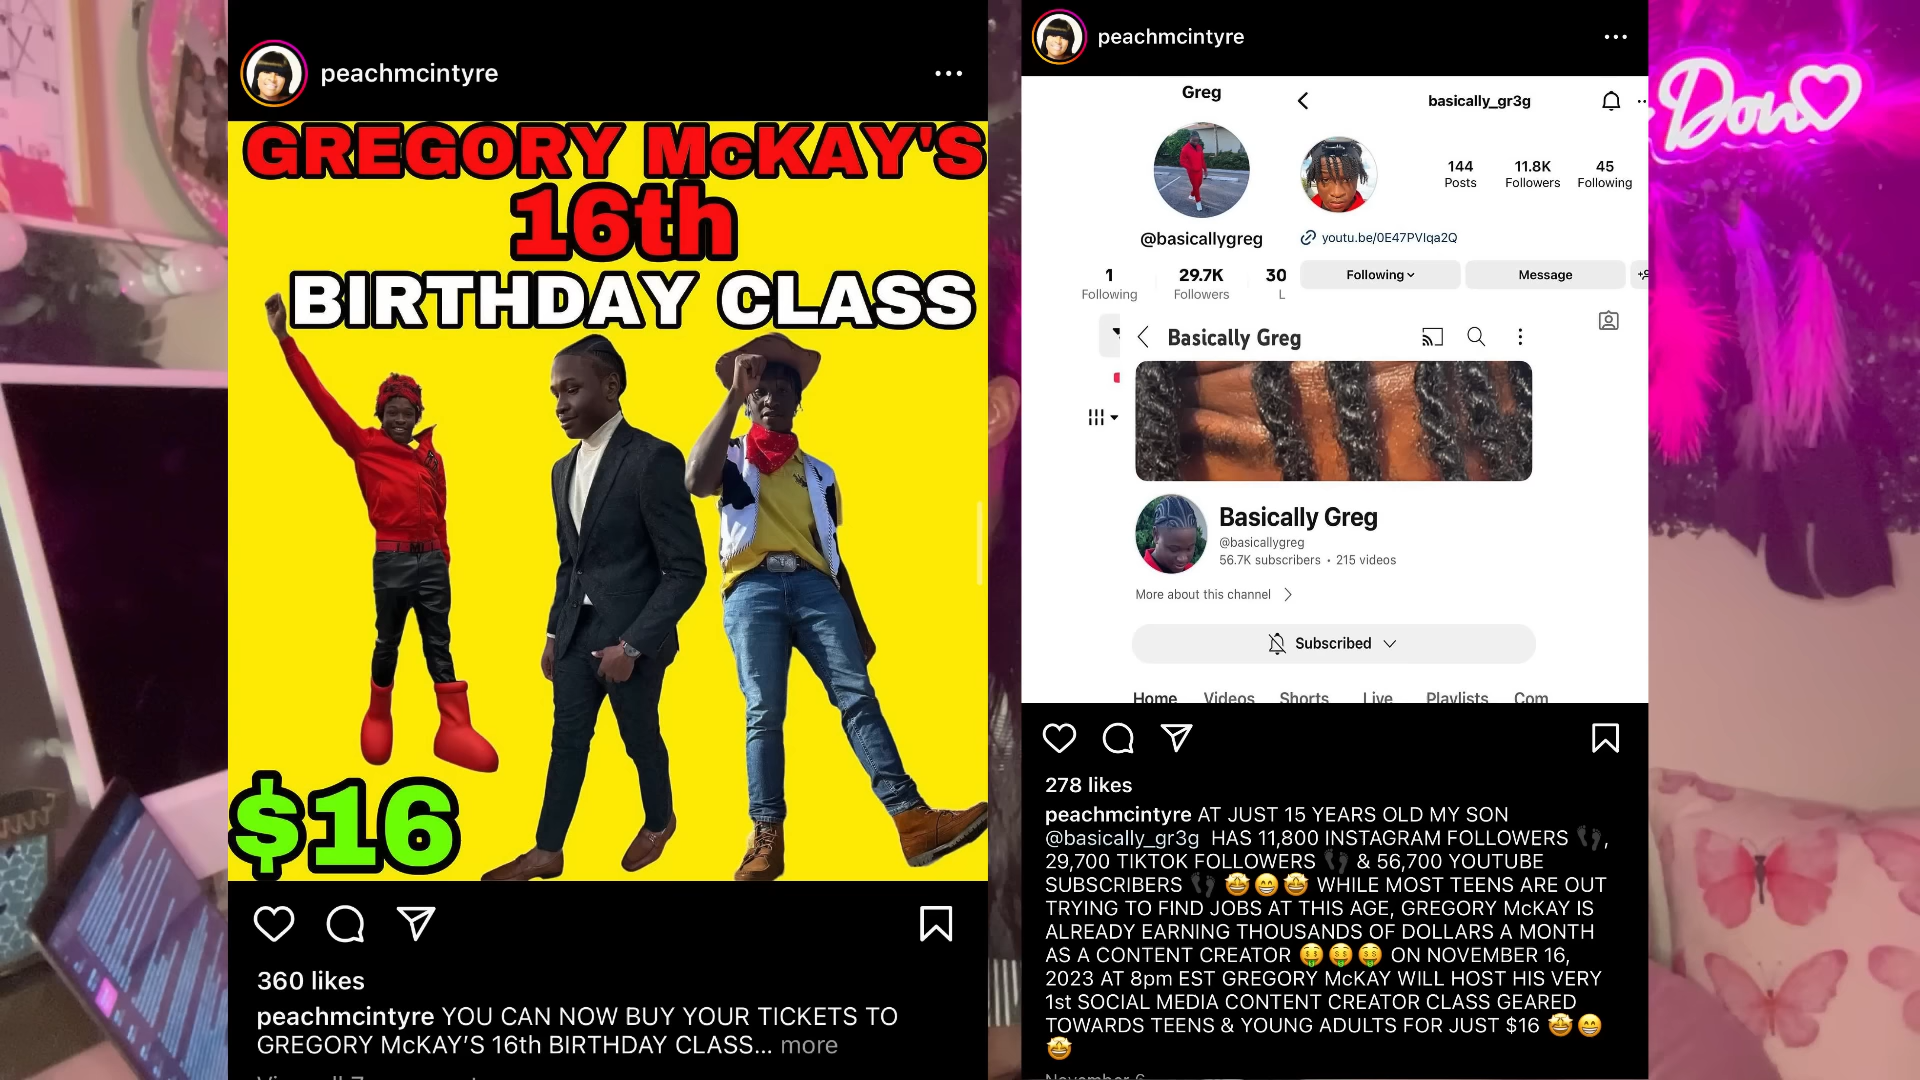 peachmcintyre
GREGORY McKAY'S
16th
BIRTHDAY CLASS
$16
360 likes
peachmcintyre YOU CAN NOW BUY YOUR TICKETS TO
GREGORY McKAY'S 16th BIRTHDAY CLASS... more
peachmcintyre
Greg
basically_gr3g
144
11.8K
45
Posts
Followers
Following
@basicallygreg
youtu.be/0E47PVIqa2Q
1
29.7K
30
Following
Followers
L
Following
Message
Basically Greg
Basically Greg
@basicallygreg
56.7K subscribers • 215 videos
More about this channel
Subscribed
Home Videos Shorts Live Playlists Com
278 likes
peachmcintyre AT JUST 15 YEARS OLD MY SON
@basically_gr3g HAS 11,800 INSTAGRAM FOLLOWERS 👣,
29,700 TIKTOK FOLLOWERS 👣 & 56,700 YOUTUBE
SUBSCRIBERS 👣 🤩😁🤩 WHILE MOST TEENS ARE OUT
TRYING TO FIND JOBS AT THIS AGE, GREGORY McKAY IS
ALREADY EARNING THOUSANDS OF DOLLARS A MONTH
AS A CONTENT CREATOR 🤑🤑🤑 ON NOVEMBER 16,
2023 AT 8pm EST GREGORY McKAY WILL HOST HIS VERY
1st SOCIAL MEDIA CONTENT CREATOR CLASS GEARED
TOWARDS TEENS & YOUNG ADULTS FOR JUST $16 🤩😁
🤩
November 6
Don